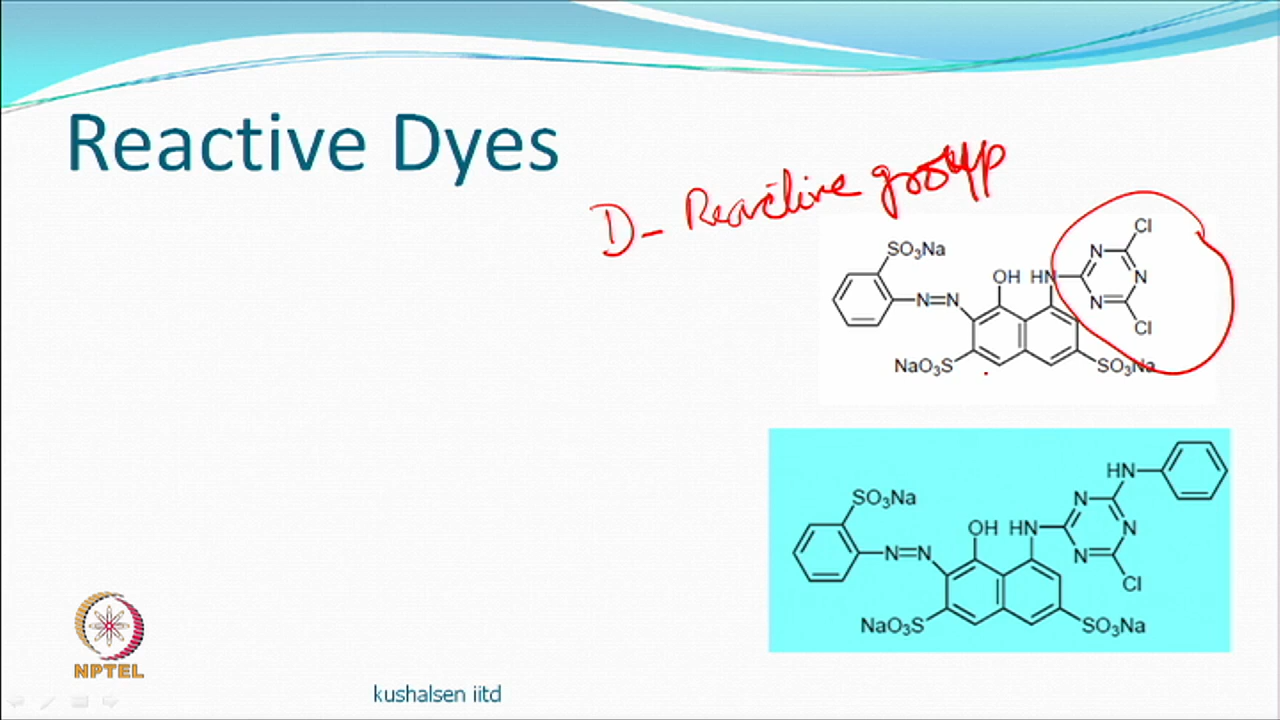 Reactive Dyes
D- Reactive group
Cl
SO₃Na
N
N
OH HN
N=N
N
Cl
NaO₃S
SO₃Na
HN
SO₃Na
N
N
OH HN
N=N
N
Cl
NaO₃S
SO₃Na
NPTEL
kushalsen iitd